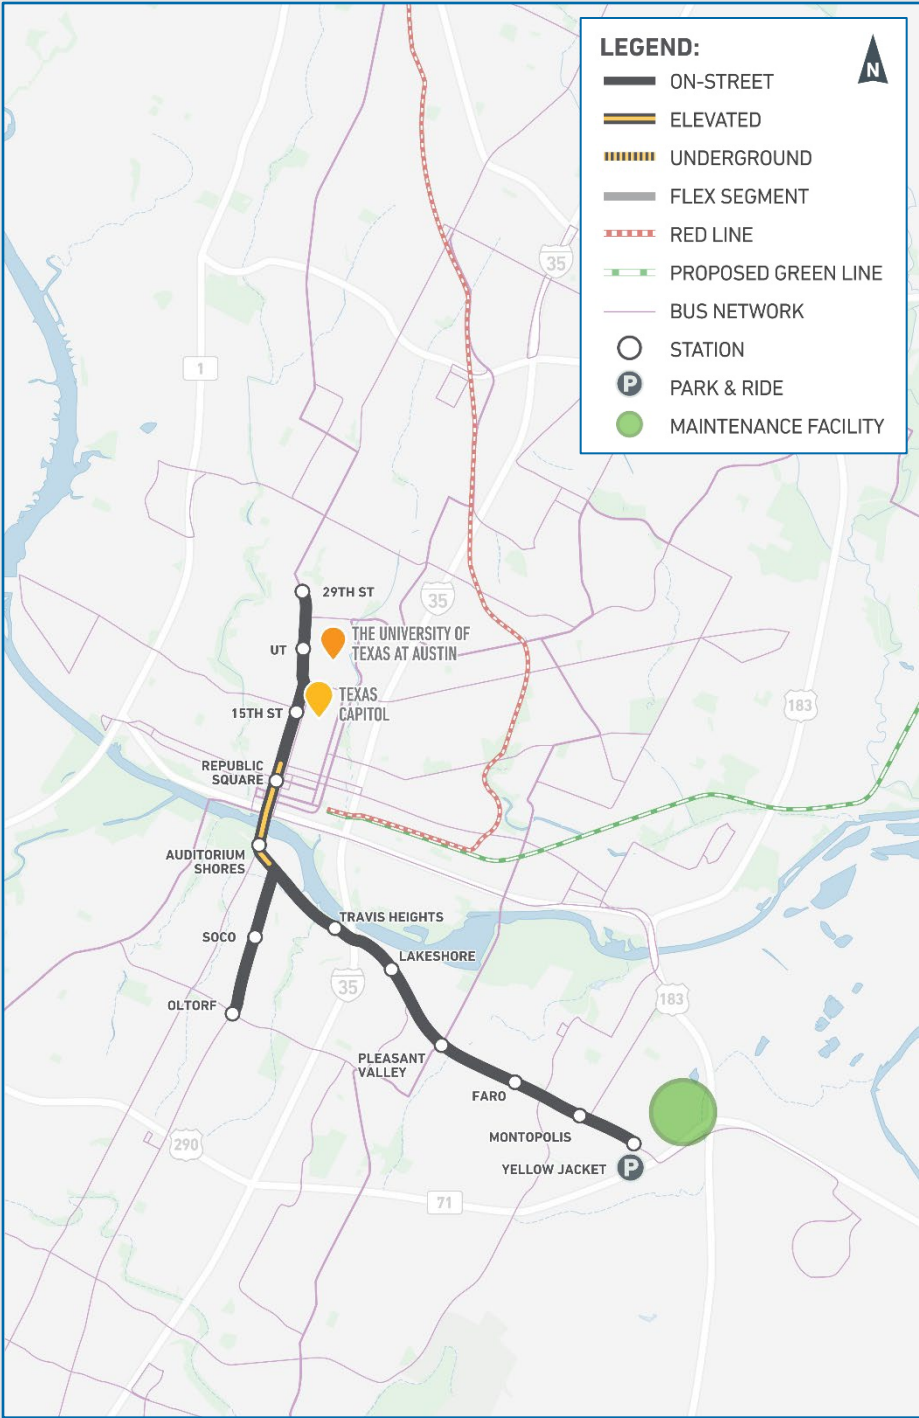 LEGEND:
N
ON-STREET
ELEVATED
UNDERGROUND
FLEX SEGMENT
RED LINE
PROPOSED GREEN LINE
BUS NETWORK
STATION
P
PARK & RIDE
MAINTENANCE FACILITY
35
1
35
29TH ST
THE UNIVERSITY OF
TEXAS AT AUSTIN
UT
TEXAS
CAPITOL
15TH ST
183
REPUBLIC
SQUARE
AUDITORIUM
SHORES
TRAVIS HEIGHTS
SOCO
LAKESHORE
35
183
OLTORF
PLEASANT
VALLEY
FARO
MONTOPOLIS
290
YELLOW JACKET
P
71